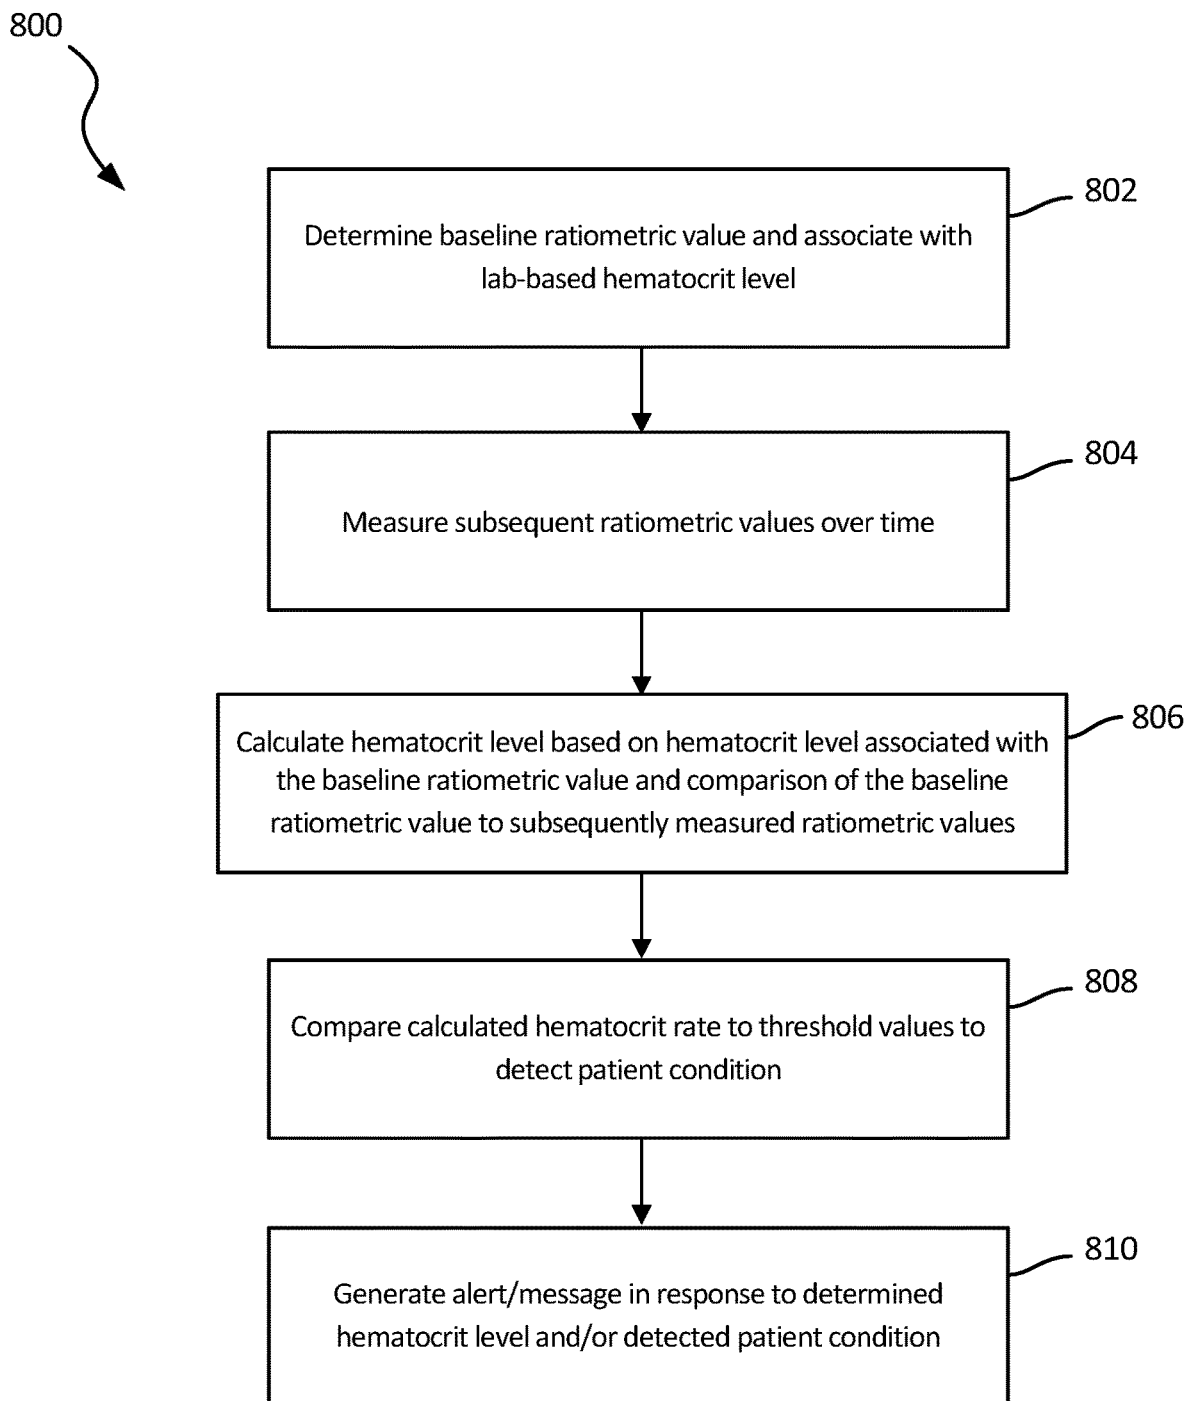 800
802
Determine baseline ratiometric value and associate with
lab-based hematocrit level
804
Measure subsequent ratiometric values over time
806
Calculate hematocrit level based on hematocrit level associated with
the baseline ratiometric value and comparison of the baseline
ratiometric value to subsequently measured ratiometric values
808
Compare calculated hematocrit rate to threshold values to
detect patient condition
810
Generate alert/message in response to determined
hematocrit level and/or detected patient condition